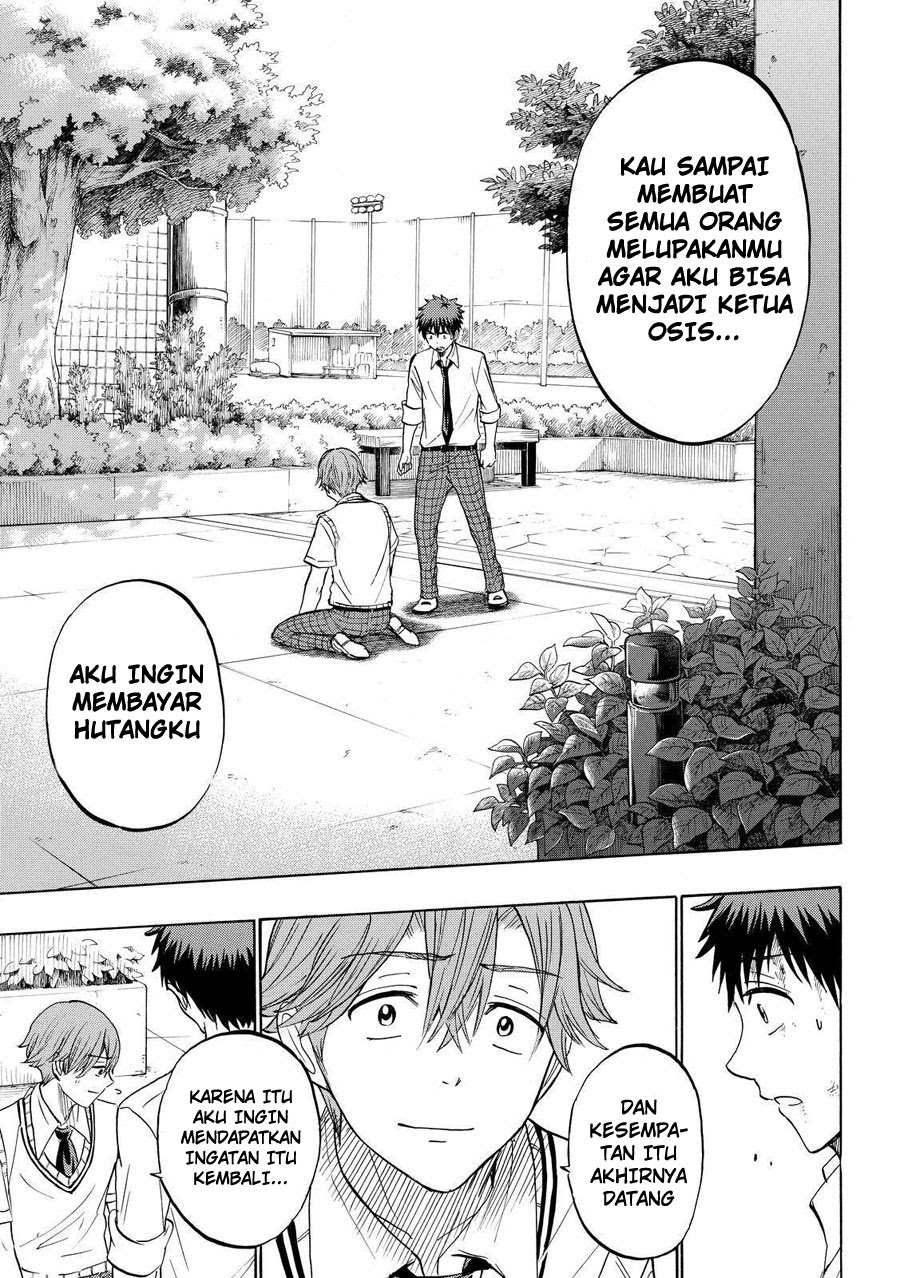 KAU SAMPAI
MEMBUAT
SEMUA ORANG
MELUPAKANMU
AGAR AKU BISA
MENJADI KETUA
OSIS...
AKU INGIN
MEMBAYAR
HUTANGKU
DAN
KESEMPA-
TAN ITU
AKHIRNYA
DATANG
KARENA ITU
AKU INGIN
MENDAPATKAN
INGATAN ITU
KEMBALI...